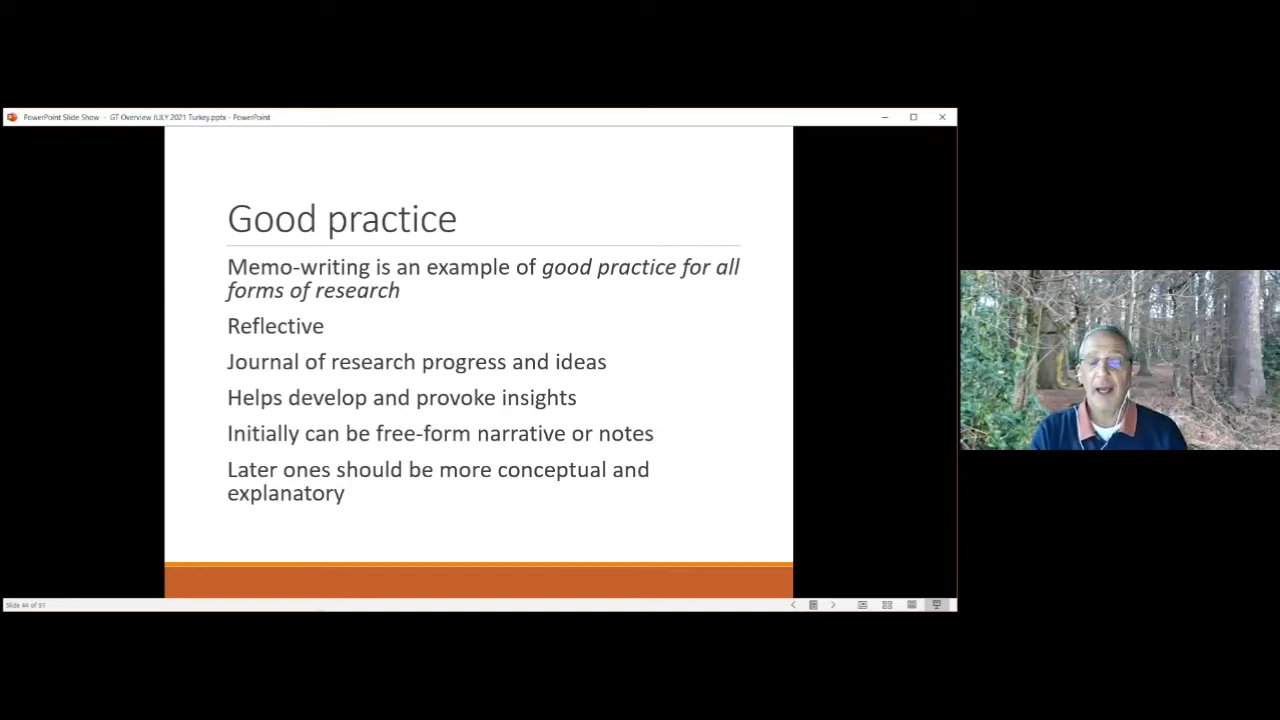 PowerPoint Slide Show - GT Overview JULY 2021 Turkey.pptx - PowerPoint
Good practice
Memo-writing is an example of good practice for all
forms of research
Reflective
Journal of research progress and ideas
Helps develop and provoke insights
Initially can be free-form narrative or notes
Later ones should be more conceptual and
explanatory
Slide 44 of 91